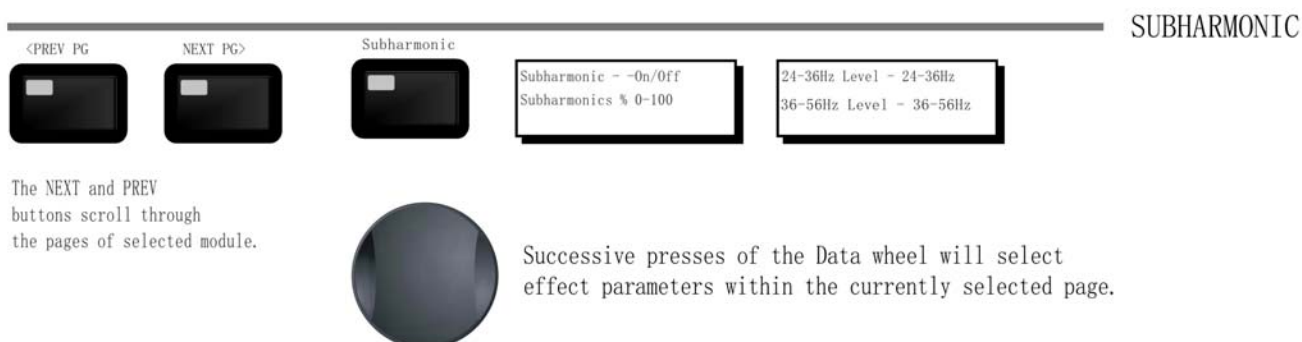 SUBHARMONIC
<PREV PG
NEXT PG>
Subharmonic
Subharmonic - -On/Off
Subharmonics % 0-100
24-36Hz Level - 24-36Hz
36-56Hz Level - 36-56Hz
The NEXT and PREV
buttons scroll through
the pages of selected module.
Successive presses of the Data wheel will select
effect parameters within the currently selected page.